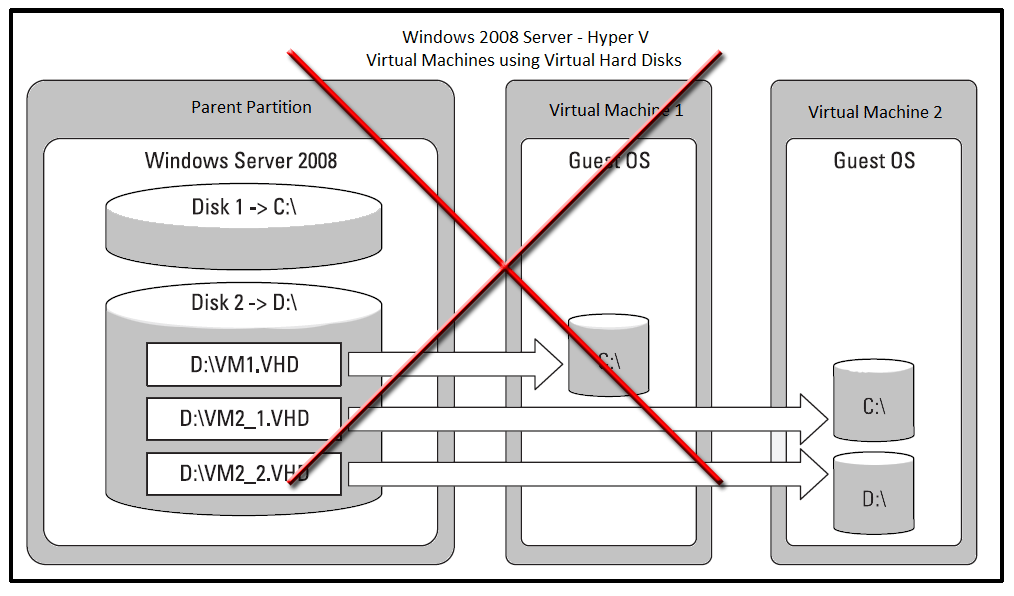 Windows 2008 Server - Hyper V
Virtual Machines using Virtual Hard Disks
Parent Partition
Windows Server 2008
Disk 1 -> C:\
Disk 2 -> D:\
D:\VM1.VHD
D:\VM2_1.VHD
D:\VM2_2.VHD
Virtual Machine 1
Guest OS
C:\
Virtual Machine 2
Guest OS
C:\
D:\